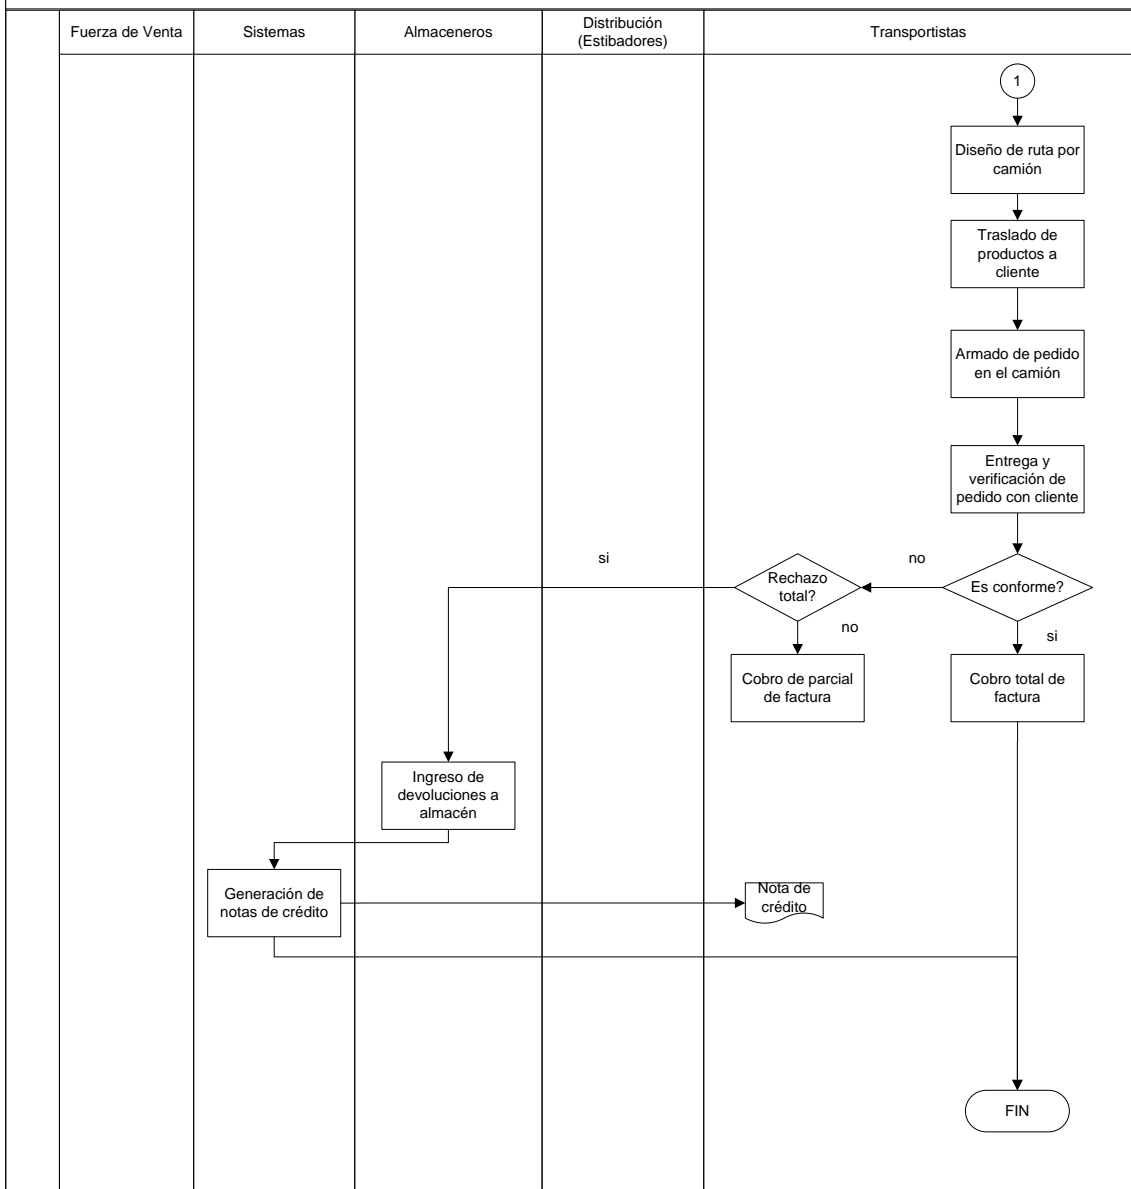 Fuerza de Venta
Sistemas
Almaceneros
Distribución
(Estibadores)
Transportistas
1
Diseño de ruta por
camión
Traslado de
productos a
cliente
Armado de pedido
en el camión
Entrega y
verificación de
pedido con cliente
si
no
Rechazo
total?
Es conforme?
no
si
Cobro de parcial
de factura
Cobro total de
factura
Ingreso de
devoluciones a
almacén
Generación de
notas de crédito
Nota de
crédito
FIN